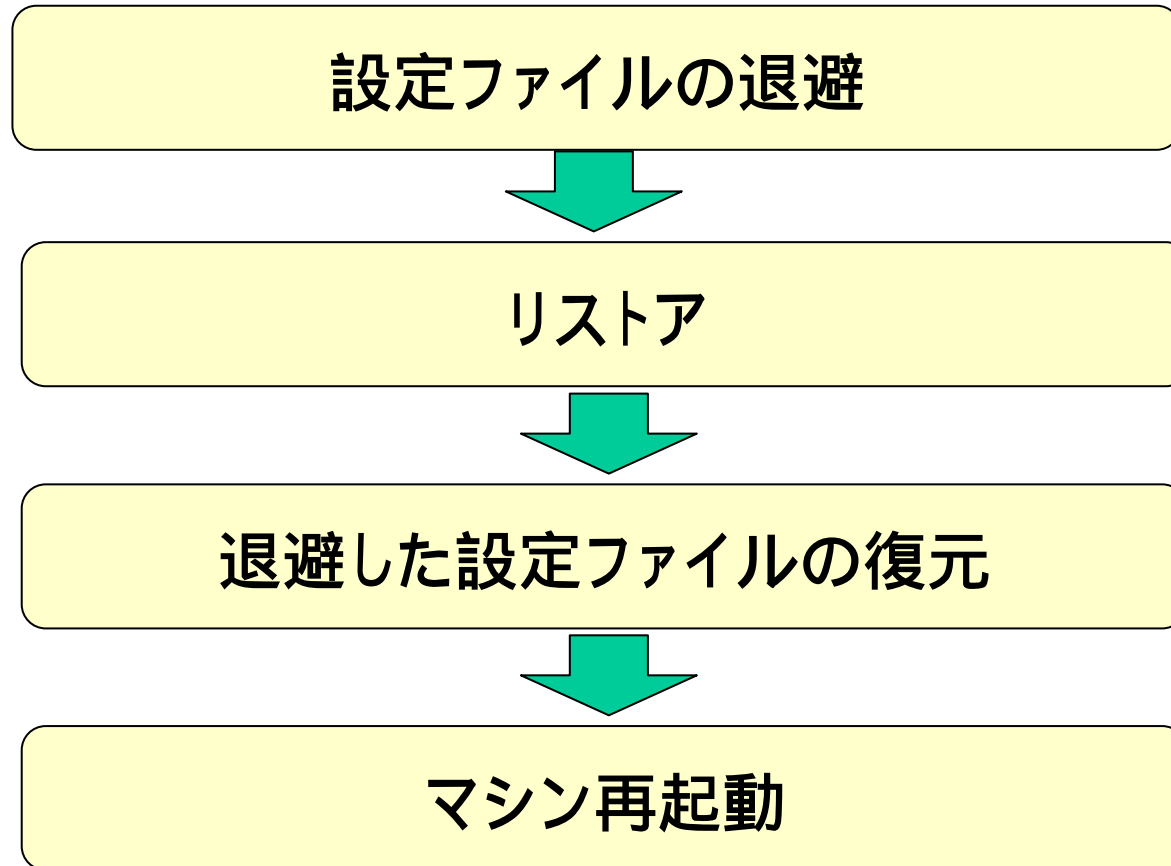 設定ファイルの退避
リストア
退避した設定ファイルの復元
マシン再起動